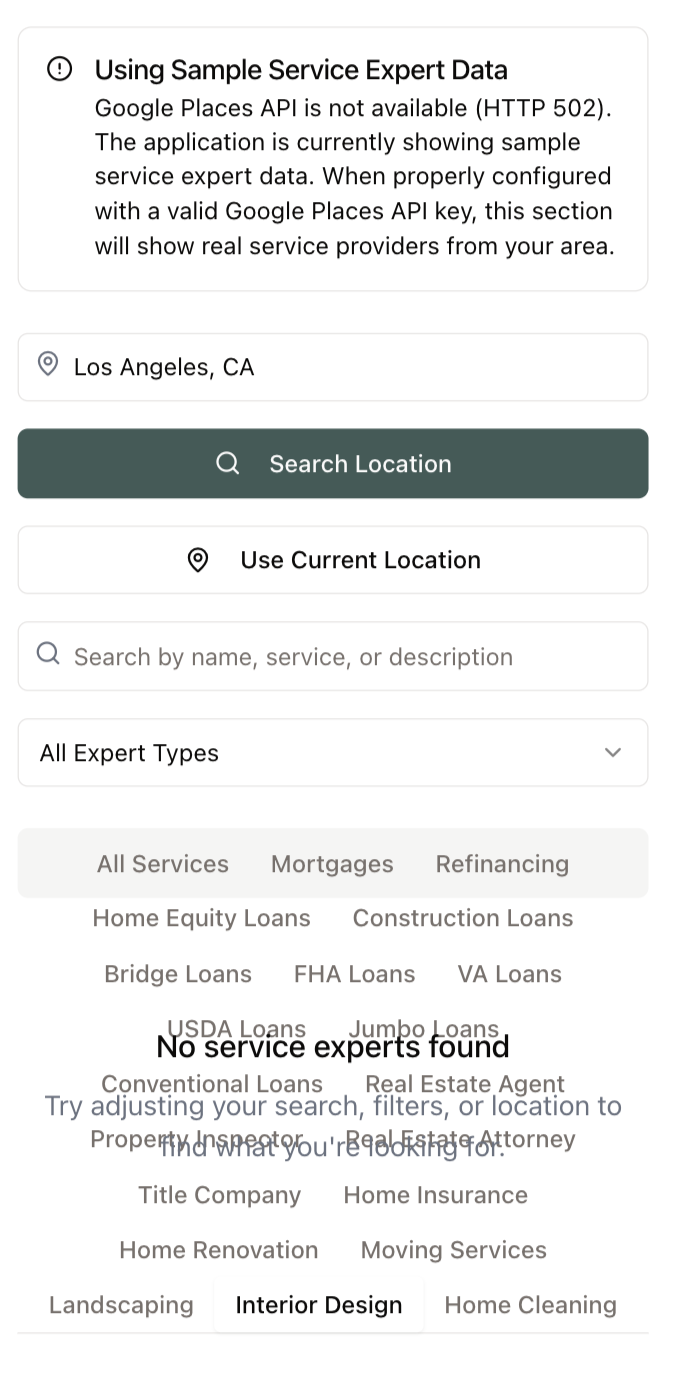 Using Sample Service Expert Data
Google Places API is not available (HTTP 502).
The application is currently showing sample
service expert data. When properly configured
with a valid Google Places API key, this section
will show real service providers from your area.
Los Angeles, CA
Search Location
Use Current Location
Search by name, service, or description
All Expert Types
All Services Mortgages Refinancing
Home Equity Loans Construction Loans
Bridge Loans FHA Loans VA Loans
USDA Loans Jumbo Loans
No service experts found
Conventional Loans Real Estate Agent
Try adjusting your search, filters, or location to
Property Inspector Real Estate Attorney
find what you're looking for.
Title Company Home Insurance
Home Renovation Moving Services
Landscaping Interior Design Home Cleaning